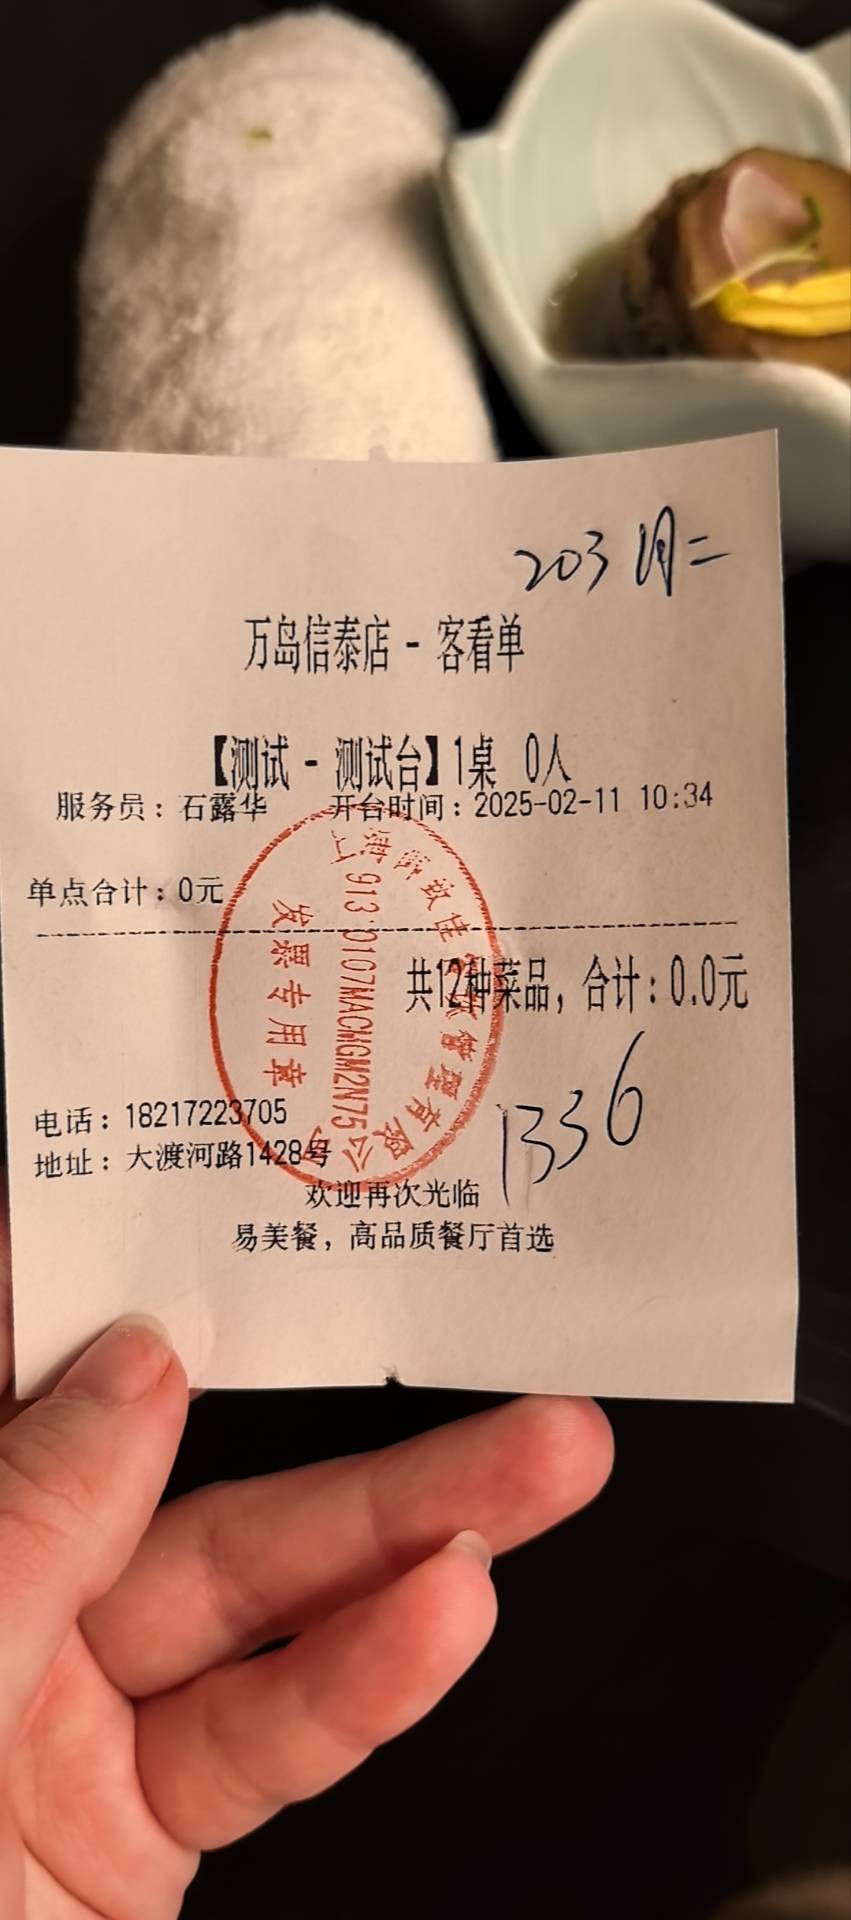 203 月二
万岛信泰店 - 客看单
【测试 - 测试台】1桌 0人
服务员：石露华 开台时间：2025-02-11 10:34
单点合计：0元
共12种菜品，合计：0.0元
1336
电话：18217223705
地址：大渡河路1428号
欢迎再次光临
易美餐，高品质餐厅首选
发票专用章